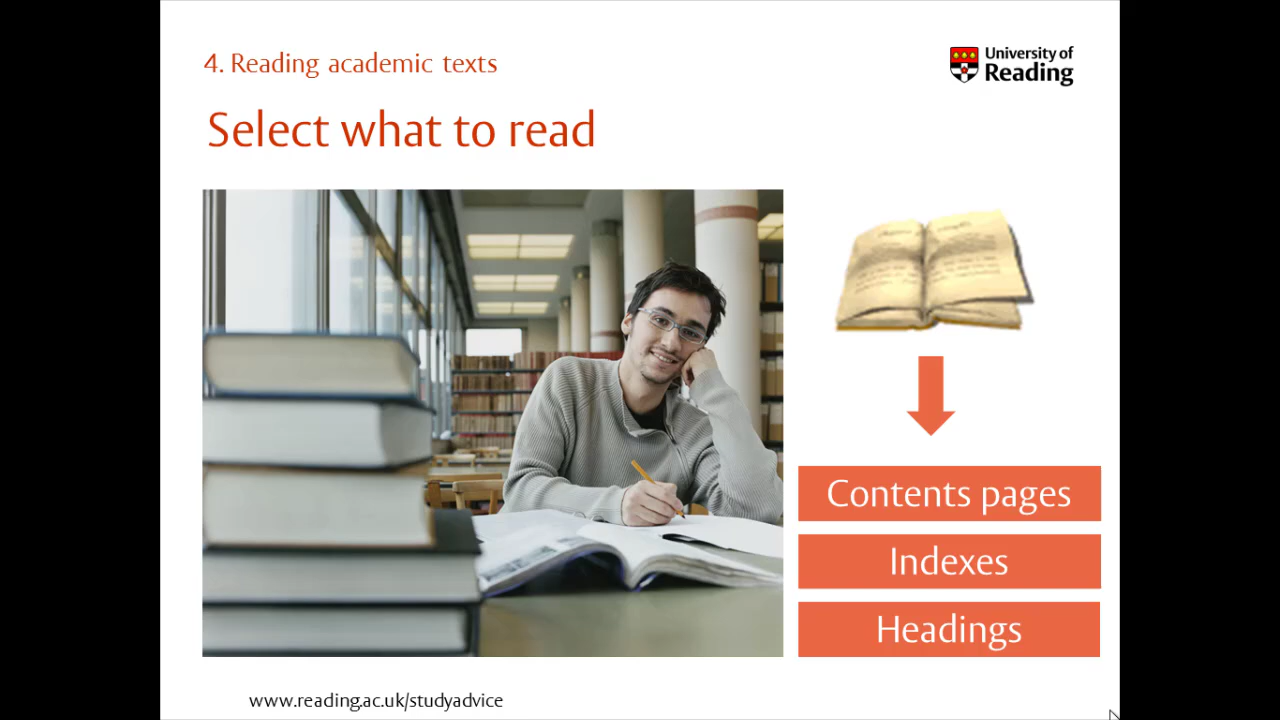 4. Reading academic texts
University of
Reading
Select what to read
Contents pages
Indexes
Headings
www.reading.ac.uk/studyadvice